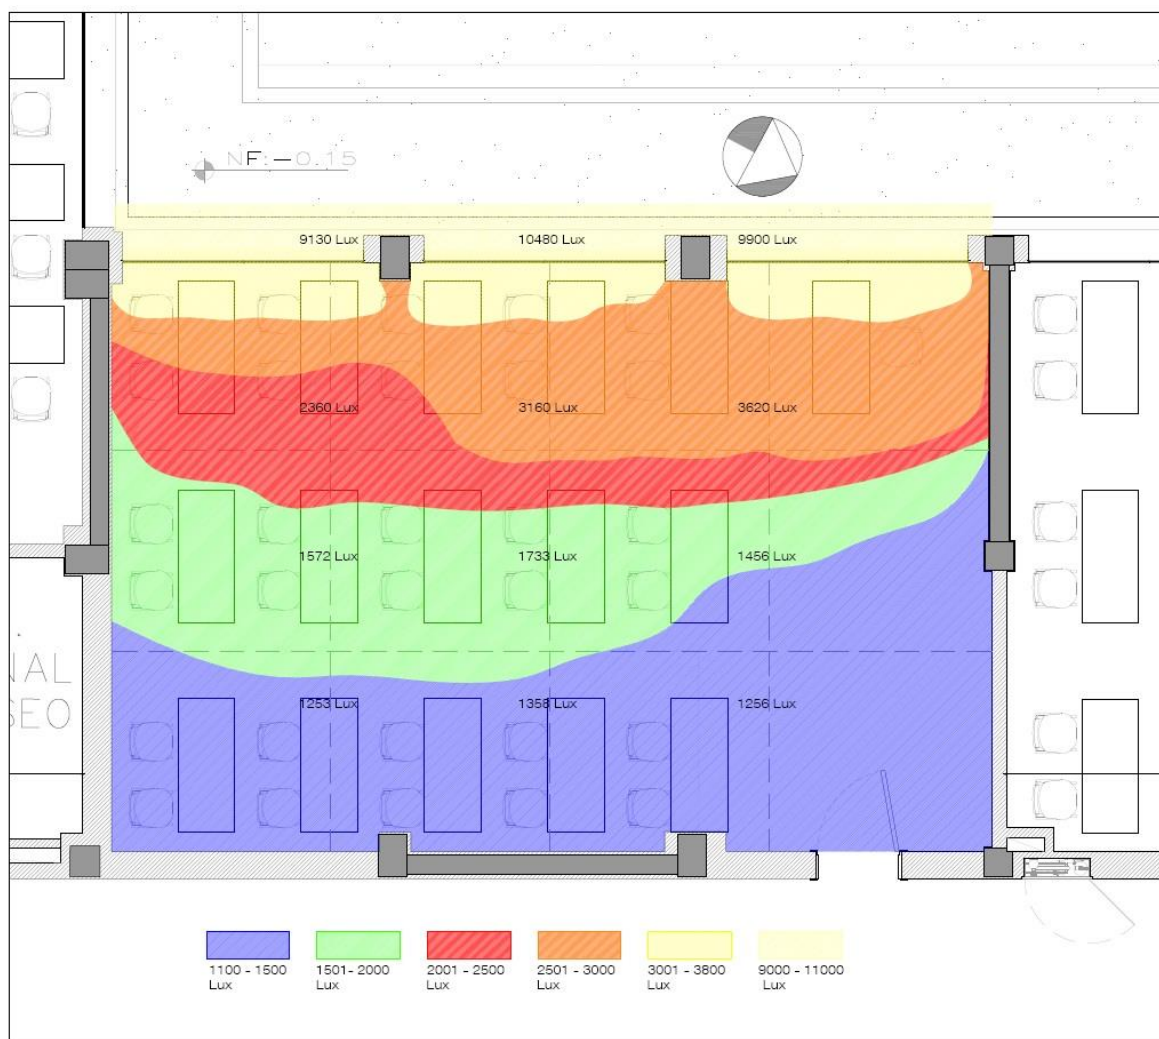 NF:-0.15
9130 Lux
10480 Lux
9900 Lux
2360 Lux
3160 Lux
3620 Lux
1572 Lux
1733 Lux
1456 Lux
NAL
SEO
1253 Lux
1358 Lux
1256 Lux
1100 - 1500
Lux
1501- 2000
Lux
2001 - 2500
Lux
2501 - 3000
Lux
3001 - 3800
Lux
9000 - 11000
Lux